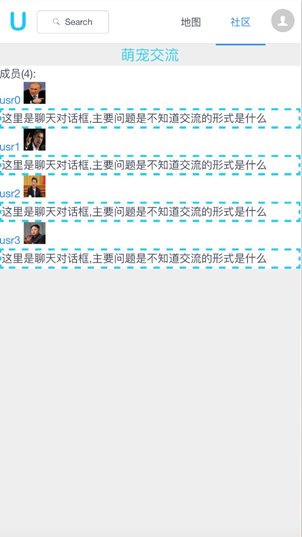 U Search 地图 社区
萌宠交流
成员(4):
usr0
这里是聊天对话框,主要问题是不知道交流的形式是什么
usr1
这里是聊天对话框,主要问题是不知道交流的形式是什么
usr2
这里是聊天对话框,主要问题是不知道交流的形式是什么
usr3
这里是聊天对话框,主要问题是不知道交流的形式是什么